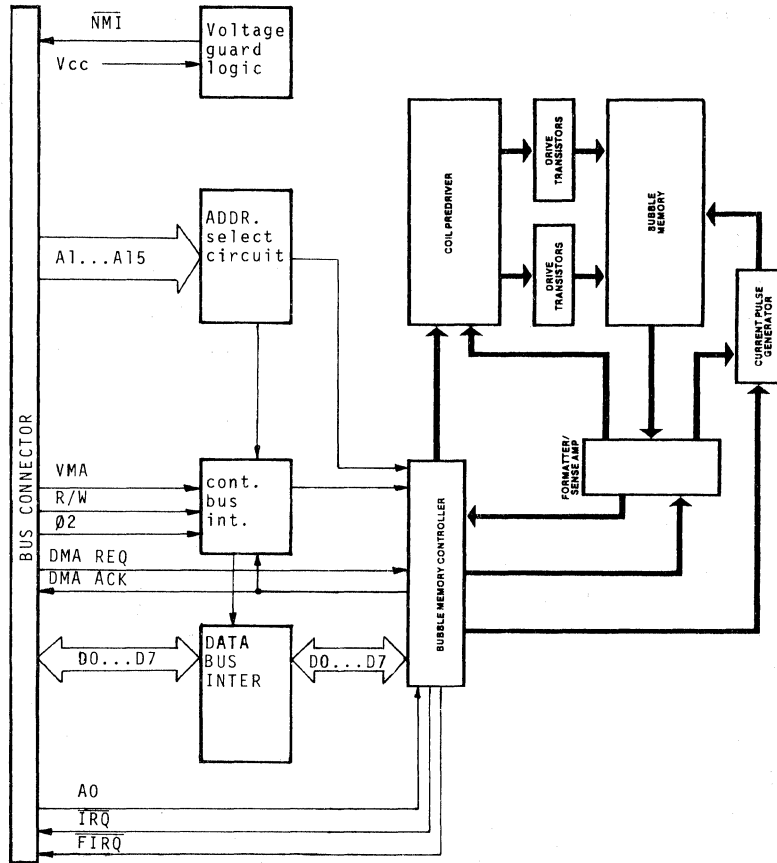 NMI
Vcc
Voltage
guard
logic
A1...A15
ADDR.
select
circuit
COIL PREDRIVER
DRIVE
TRANSISTORS
DRIVE
TRANSISTORS
BUBBLE
MEMORY
CURRENT PULSE
GENERATOR
BUS CONNECTOR
VMA
R/W
Ø2
DMA REQ
DMA ACK
cont.
bus
int.
FORMATTER/
SENSE AMP
BUBBLE MEMORY CONTROLLER
D0...D7
DATA
BUS
INTER
D0...D7
A0
IRQ
FIRQ